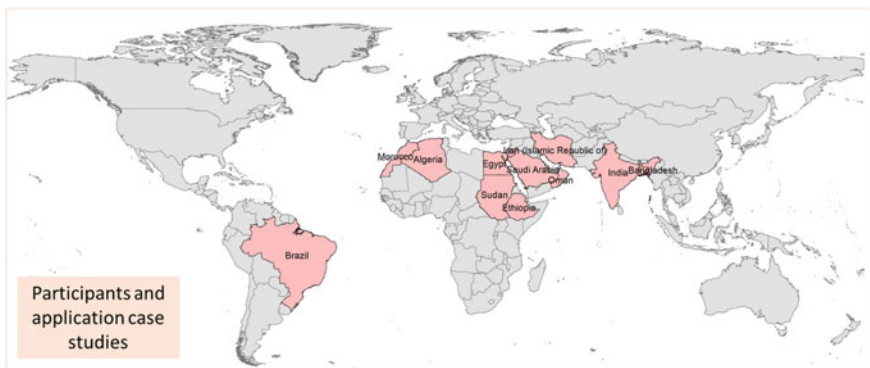 Morocco
Algeria
Egypt
Iran (Islamic Republic of)
Saudi Arabia
Oman
India
Bangladesh
Sudan
Ethiopia
Brazil
Participants and
application case
studies